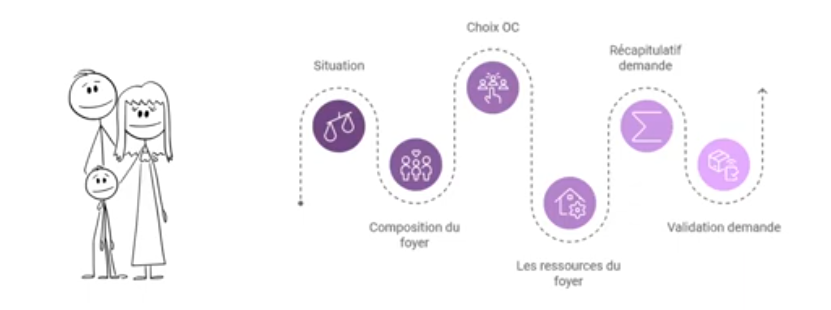 Situation
Composition du
foyer
Choix OC
Les ressources du
foyer
Récapitulatif
demande
Validation demande